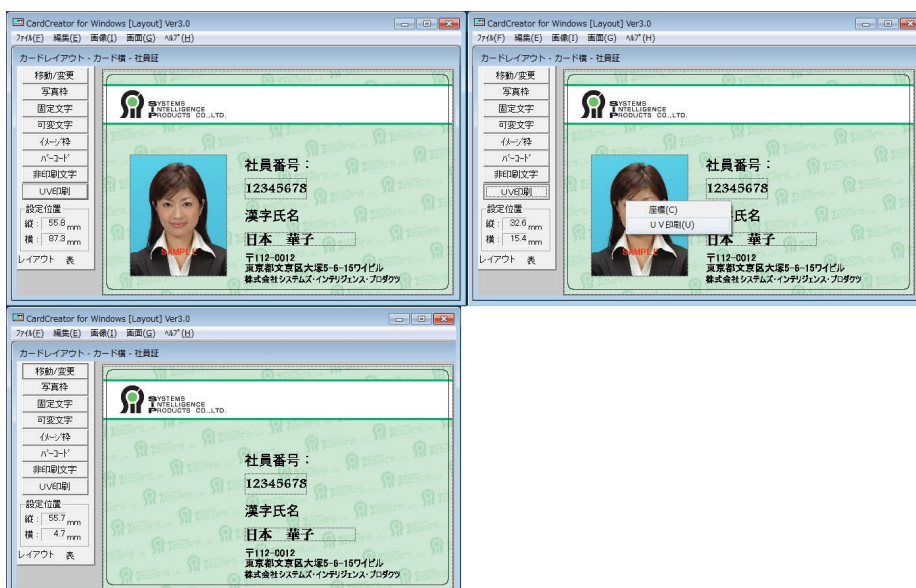 CardCreator for Windows [Layout] Ver3.0
ファイル(F) 編集(E) 画像(I) 画面(G) ヘルプ(H)
カードレイアウト - カード横 - 社員証
移動/変更
写真枠
固定文字
可変文字
イメージ枠
バーコード
非印刷文字
UV印刷
設定位置
縦: 55.8 mm
横: 87.3 mm
レイアウト 表
SYSTEMS
INTELLIGENCE
PRODUCTS CO.,LTD.
社員番号:
12345678
漢字氏名
日本 華子
SAMPLE
〒112-0012
東京都文京区大塚5-6-15ワイビル
株式会社システムズ・インテリジェンス・プロダクツ
CardCreator for Windows [Layout] Ver3.0
ファイル(F) 編集(E) 画像(I) 画面(G) ヘルプ(H)
カードレイアウト - カード横 - 社員証
移動/変更
写真枠
固定文字
可変文字
イメージ枠
バーコード
非印刷文字
UV印刷
設定位置
縦: 32.6 mm
横: 15.4 mm
レイアウト 表
SYSTEMS
INTELLIGENCE
PRODUCTS CO.,LTD.
社員番号:
12345678
座標(C)
UV印刷(U)
氏名
日本 華子
SAMPLE
〒112-0012
東京都文京区大塚5-6-15ワイビル
株式会社システムズ・インテリジェンス・プロダクツ
CardCreator for Windows [Layout] Ver3.0
ファイル(F) 編集(E) 画像(I) 画面(G) ヘルプ(H)
カードレイアウト - カード横 - 社員証
移動/変更
写真枠
固定文字
可変文字
イメージ枠
バーコード
非印刷文字
UV印刷
設定位置
縦: 55.7 mm
横: 4.7 mm
レイアウト 表
SYSTEMS
INTELLIGENCE
PRODUCTS CO.,LTD.
社員番号:
12345678
漢字氏名
日本 華子
〒112-0012
東京都文京区大塚5-6-15ワイビル
株式会社システムズ・インテリジェンス・プロダクツ